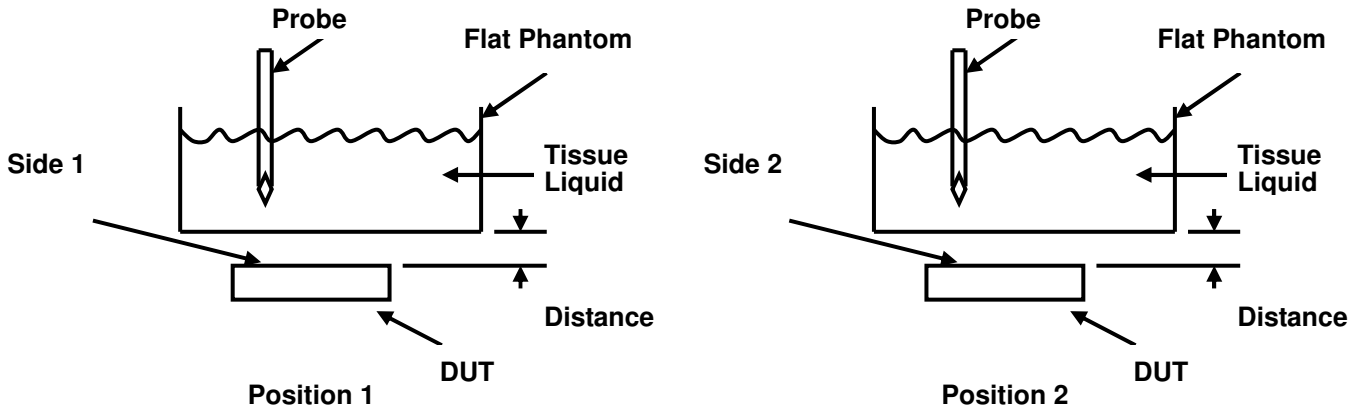 Probe
Flat Phantom
Side 1
Tissue
Liquid
Distance
DUT
Position 1
Probe
Flat Phantom
Side 2
Tissue
Liquid
Distance
DUT
Position 2